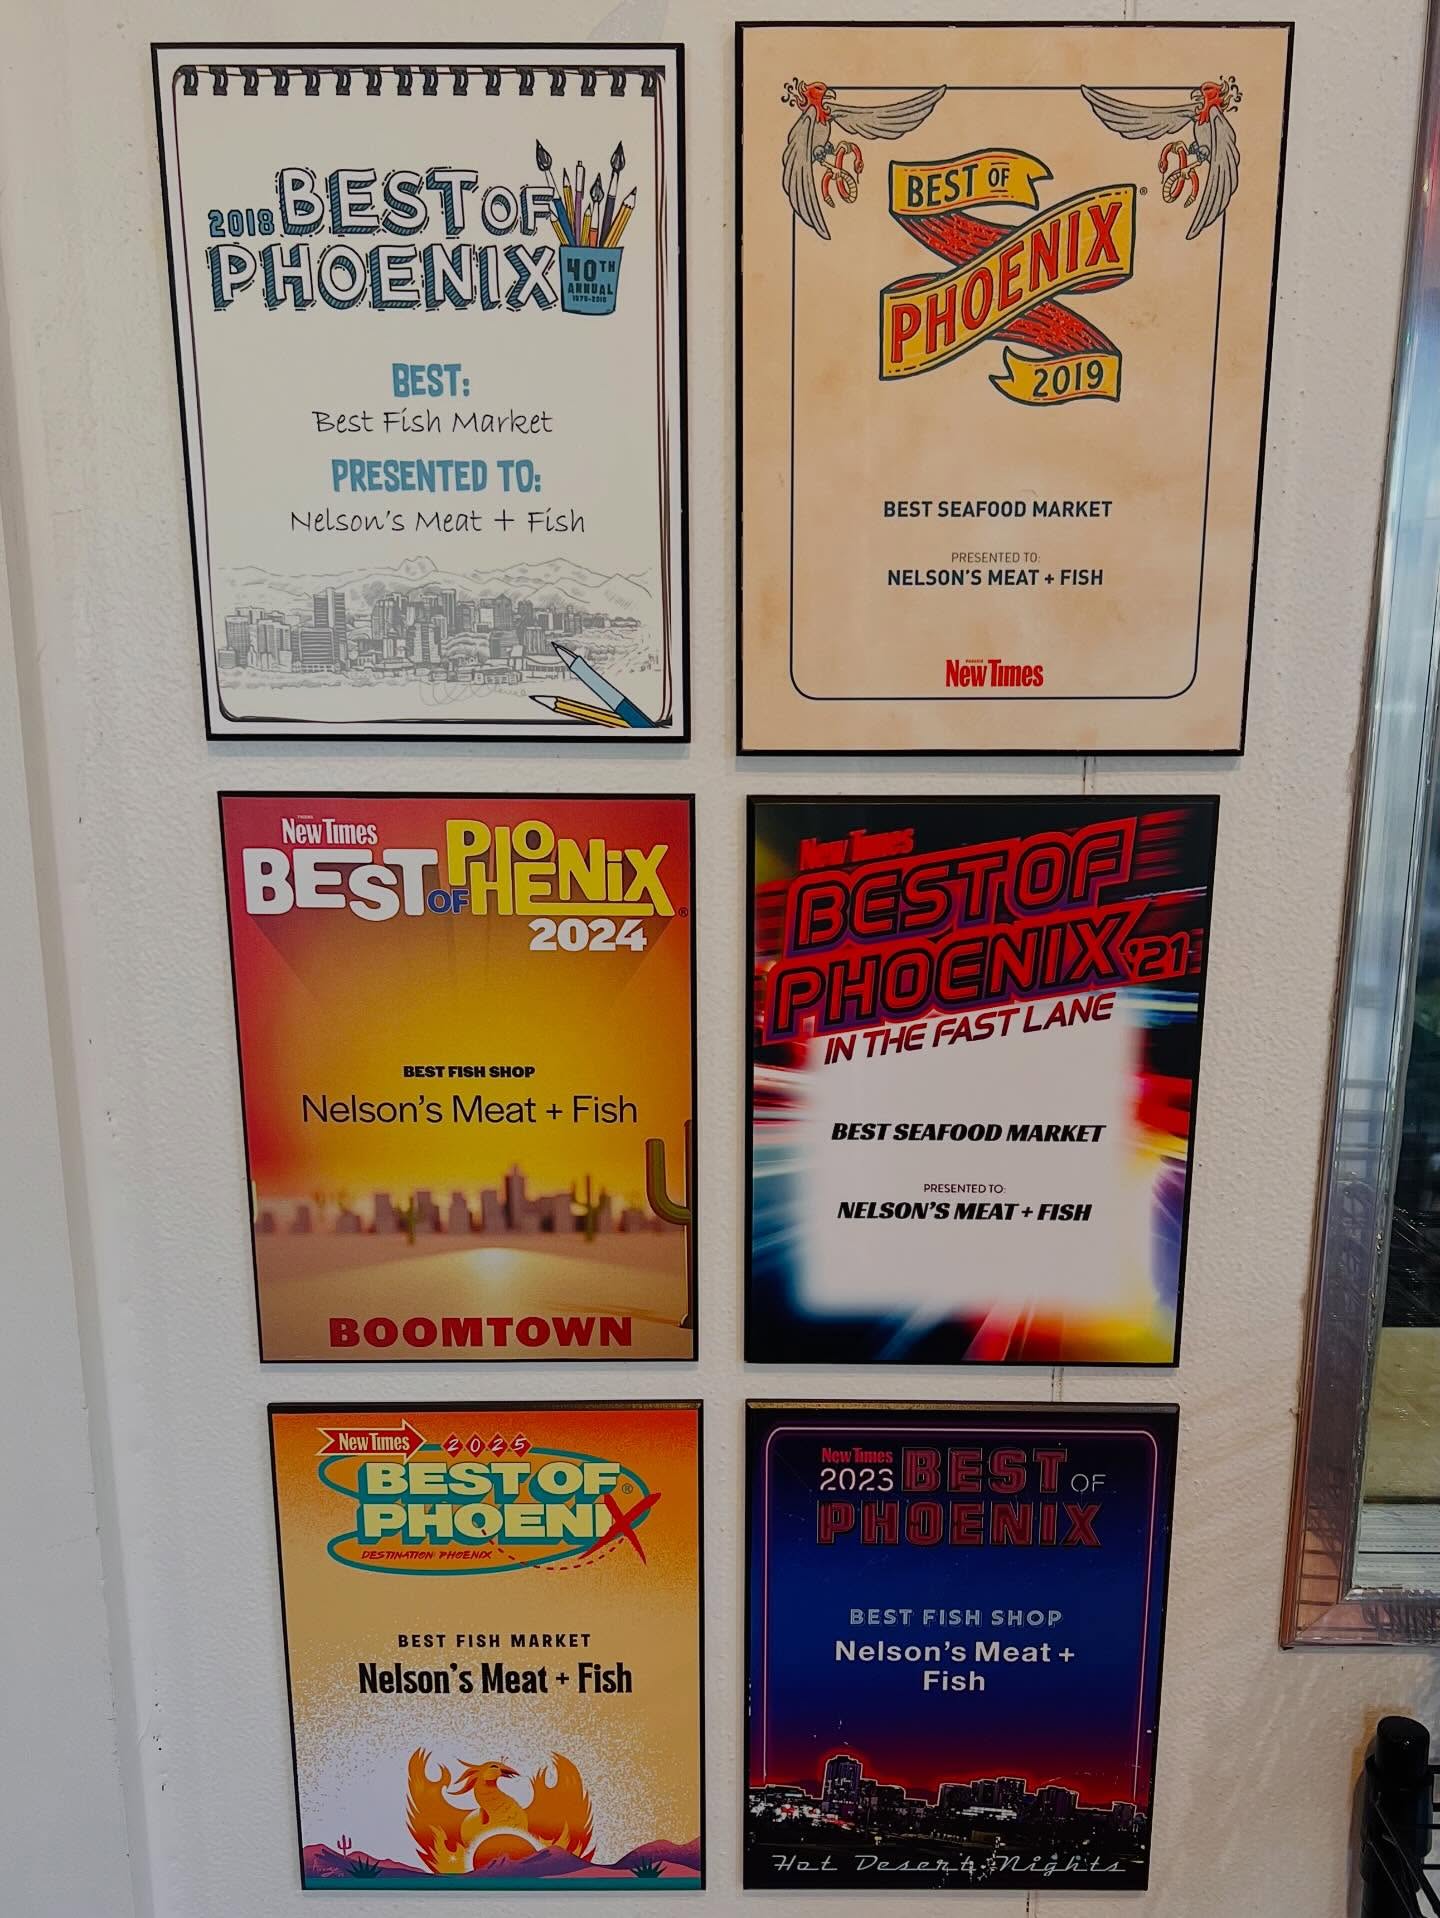 2018 BEST OF
PHOENIX
40TH
ANNUAL
BEST:
Best Fish Market
PRESENTED TO:
Nelson's Meat + Fish
BEST OF
PHOENIX®
2019
BEST SEAFOOD MARKET
PRESENTED TO:
NELSON'S MEAT + FISH
New Times
New Times
BEST OF PHOENIX®
2024
BEST FISH SHOP
Nelson's Meat + Fish
BOOMTOWN
New Times
BEST OF
PHOENIX '21
IN THE FAST LANE
BEST SEAFOOD MARKET
PRESENTED TO:
NELSON'S MEAT + FISH
New Times 2025
BEST OF
PHOENIX®
DESTINATION PHOENIX
BEST FISH MARKET
Nelson's Meat + Fish
New Times
2023 BEST OF
PHOENIX
BEST FISH SHOP
Nelson's Meat +
Fish
Hot Desert Nights